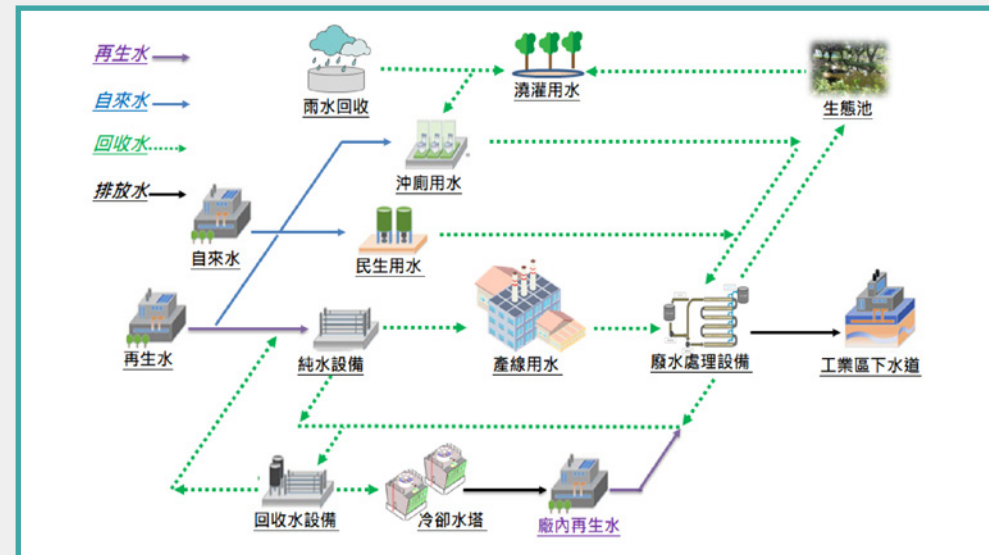 再生水
自來水
回收水
排放水
雨水回收
澆灌用水
生態池
沖廁用水
自來水
民生用水
再生水
純水設備
產線用水
廢水處理設備
工業區下水道
回收水設備
冷卻水塔
廠內再生水